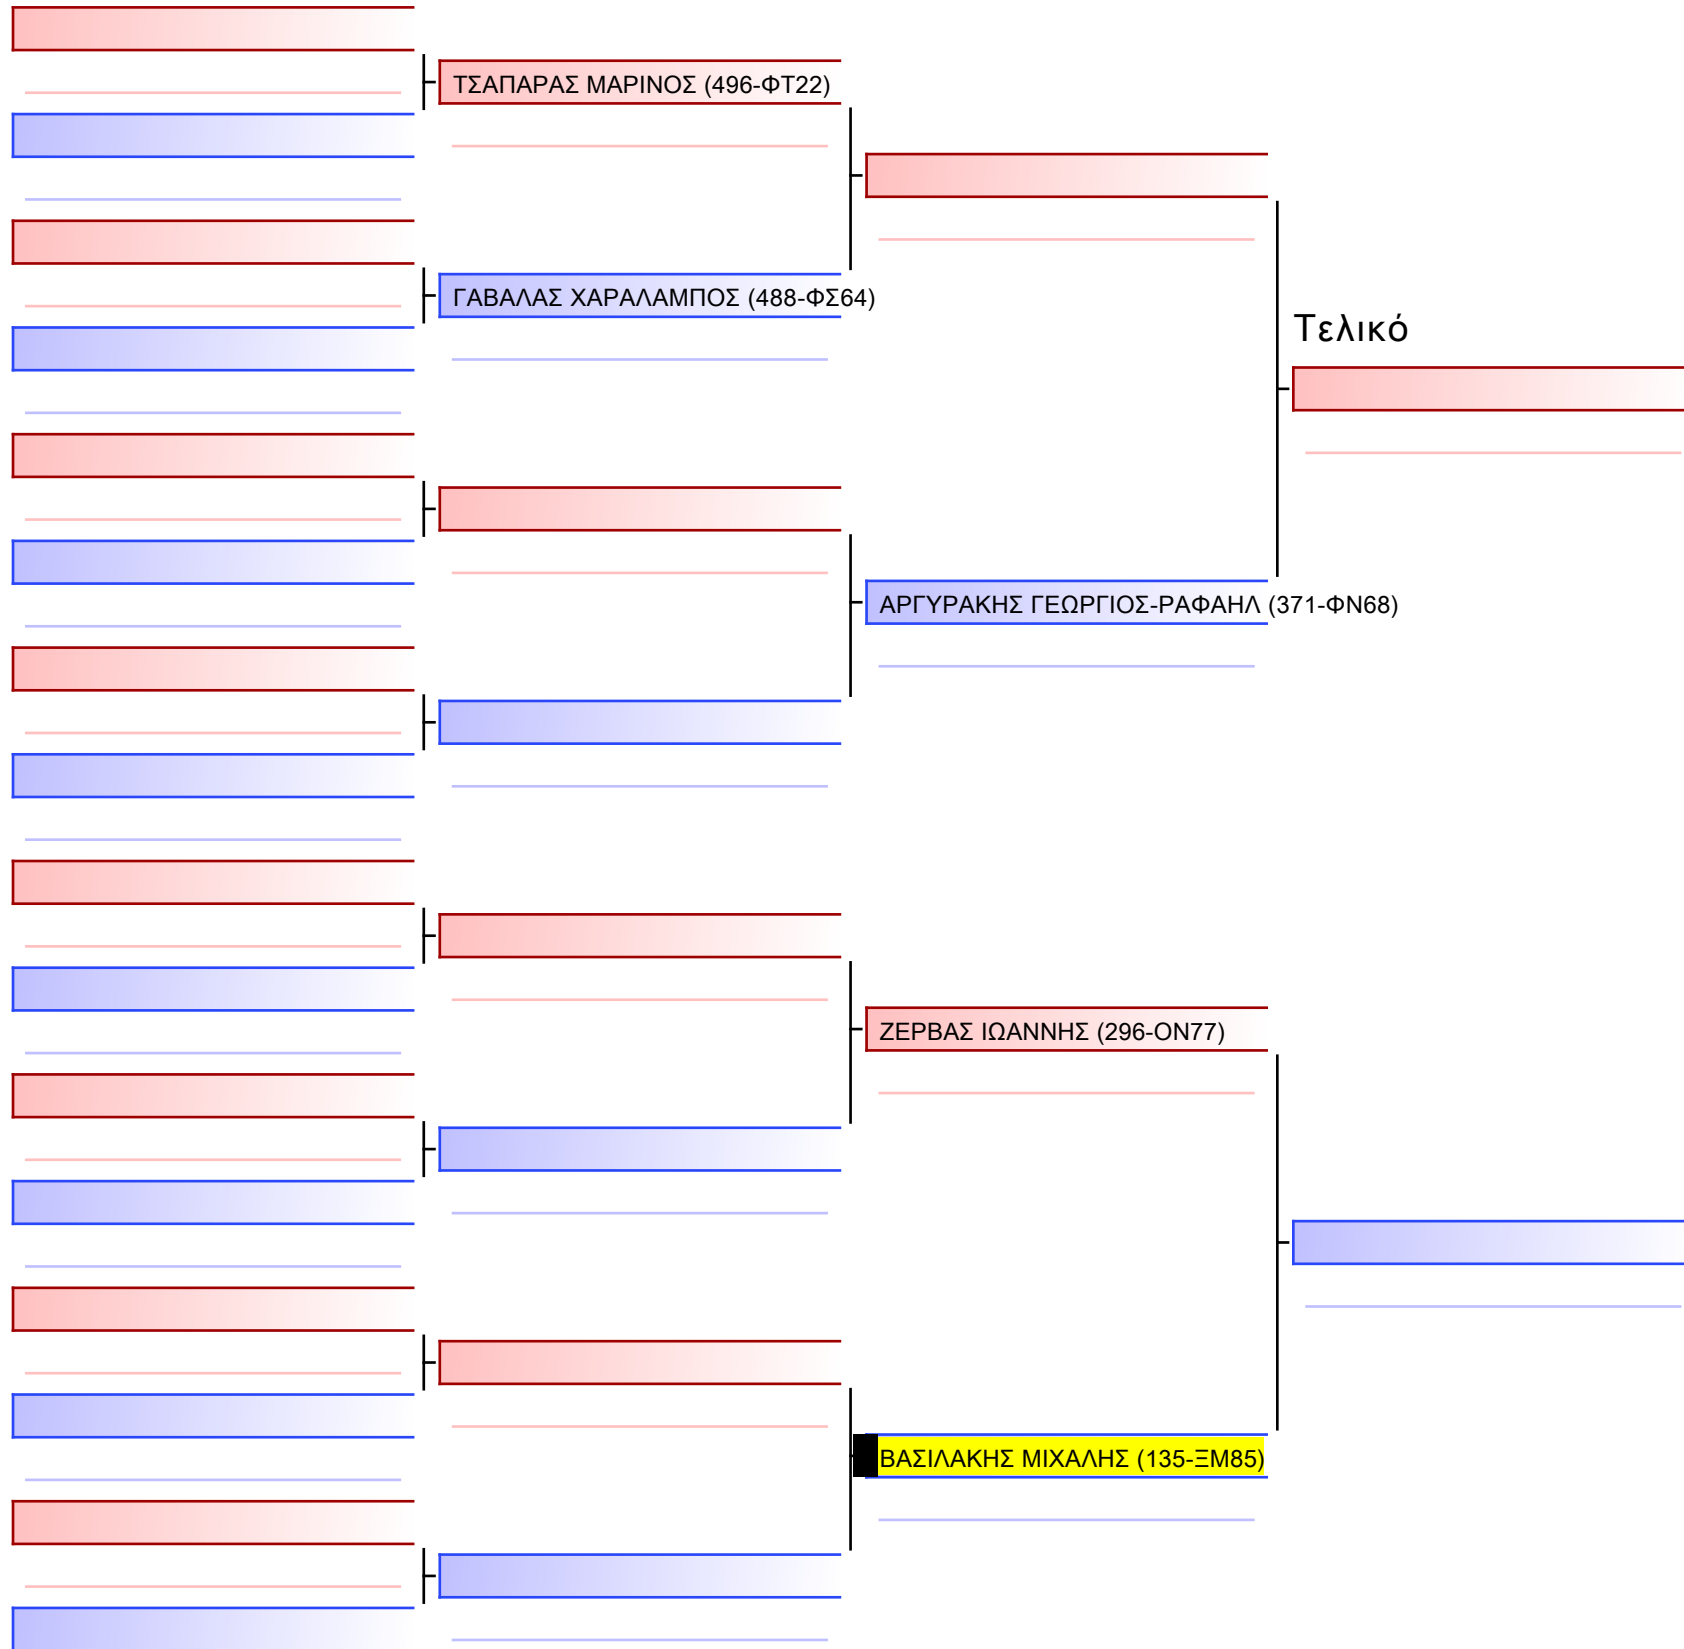 ΤΣΑΠΑΡΑΣ ΜΑΡΙΝΟΣ (496-ΦΤ22)
ΓΑΒΑΛΑΣ ΧΑΡΑΛΑΜΠΟΣ (488-ΦΣ64)
Τελικό
ΑΡΓΥΡΑΚΗΣ ΓΕΩΡΓΙΟΣ-ΡΑΦΑΗΛ (371-ΦΝ68)
ΖΕΡΒΑΣ ΙΩΑΝΝΗΣ (296-ΟΝ77)
ΒΑΣΙΛΑΚΗΣ ΜΙΧΑΛΗΣ (135-ΞΜ85)